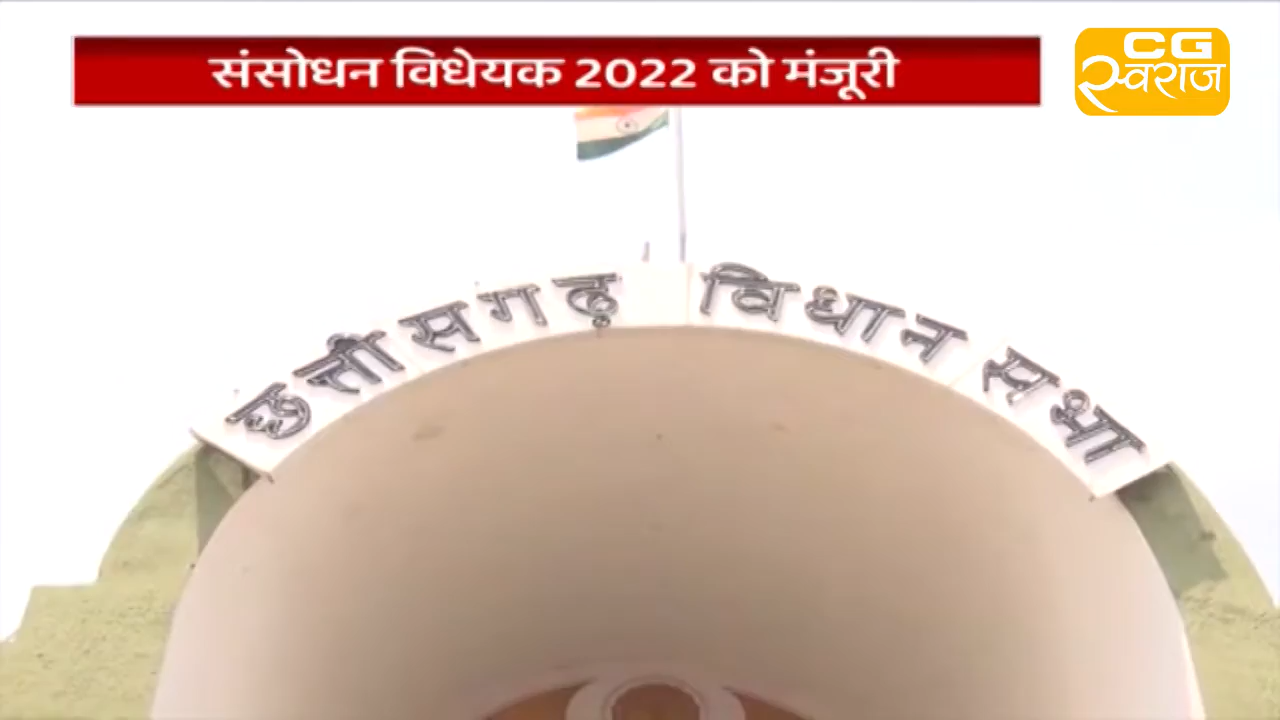 संसोधन विधेयक 2022 को मंजूरी
CG
स्वराज
छत्तीसगढ़ विधान सभा